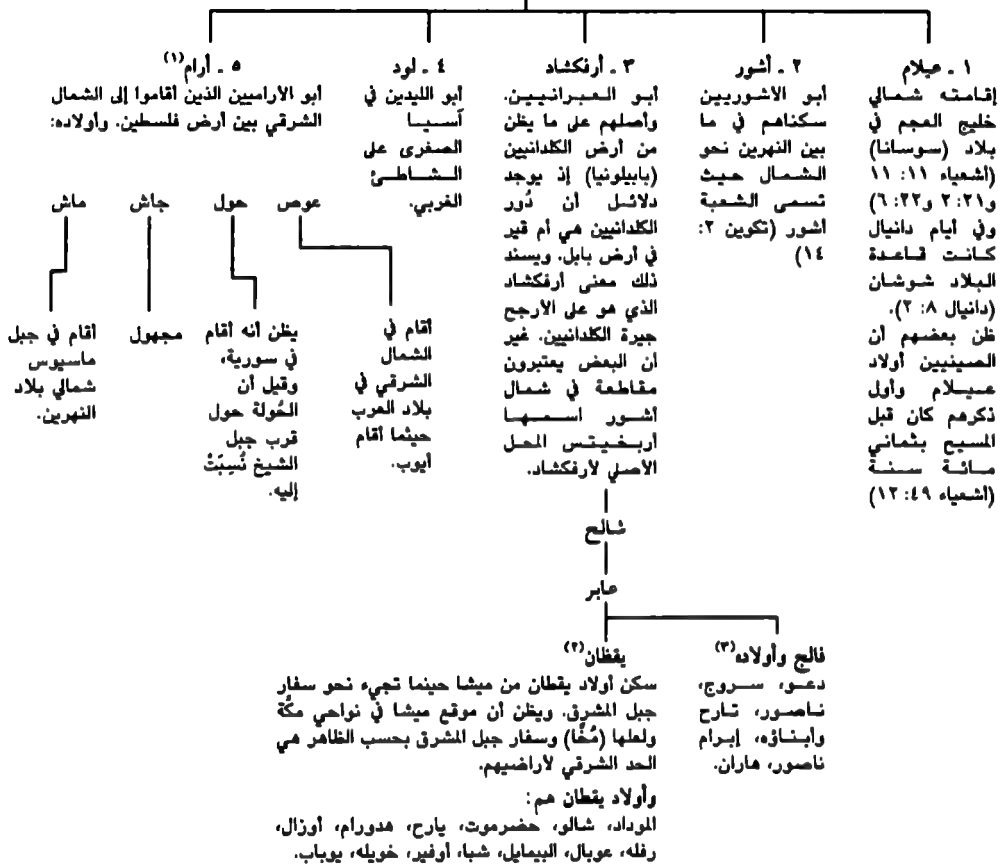 ١ ـ عيلام
إقامته شمالي
خليج العجم في
بلاد (سوسانا)
(أشعياء ١١: ١١
و٢١: ٢ و٢٢: ٦)
وفي أيام دانيال
كانت قاعدة
البلاد شوشان
(دانيال ٨: ٢).
ظن بعضهم أن
الصينيين أولاد
عيلام وأول
ذكرهم كان قبل
المسيح بثماني
مائة سنة
(أشعياء ٤٩: ١٢)
٢ ـ أشور
أبو الأشوريين
سكناهم في ما
بين النهرين نحو
الشمال حيث
تسمى الشعبة
أشور (تكوين ٢:
١٤)
٣ ـ أرفكشاد
أبو العبرانيين.
وأصلهم على ما يظن
من أرض الكلدانيين
(بابيلونيا) إذ يوجد
دلائل أن دُور
الكلدانيين هي أم قير
في أرض بابل. ويسند
ذلك معنى أرفكشاد
الذي هو على الأرجح
جيرة الكلدانيين. غير
أن البعض يعتبرون
مقاطعة في شمال
أشور اسمها
أربخيتس المحل
الأصلي لأرفكشاد.
شالح
عابر
فالج وأولاده(٣)
دعو، سروج،
ناصور، تارح
وأبناؤه، إبرام
ناصور، هاران.
يقظان(٢)
سكن أولاد يقطان من ميشا حينما تجيء نحو سفار
جبل المشرق. ويظن أن موقع ميشا في نواحي مكّة
ولعلها (مُخّا) وسفار جبل المشرق بحسب الظاهر هي
الحد الشرقي لأراضيهم.
وأولاد يقطان هم:
الموداد، شالو، حضرموت، يارح، هدورام، أوزال،
رفله، عوبال، البيمايل، شبا، أوفير، خويله، يوباب.
٤ ـ لود
أبو الليدين في
آسيا
الصغرى على
الشاطئ
الغربي.
٥ ـ أرام(١)
أبو الأراميين الذين أقاموا إلى الشمال
الشرقي بين أرض فلسطين. وأولاده:
عوص
حول
جاش
ماش
أقام في
الشمال
الشرقي في
بلاد العرب
حيثما أقام
أيوب.
يظن أنه أقام
في سورية،
وقيل أن
الحُولة حول
قرب جبل
الشيخ نُسِبَتْ
إليه.
مجهول
أقام في جبل
ماسيوس
شمالي بلاد
النهرين.